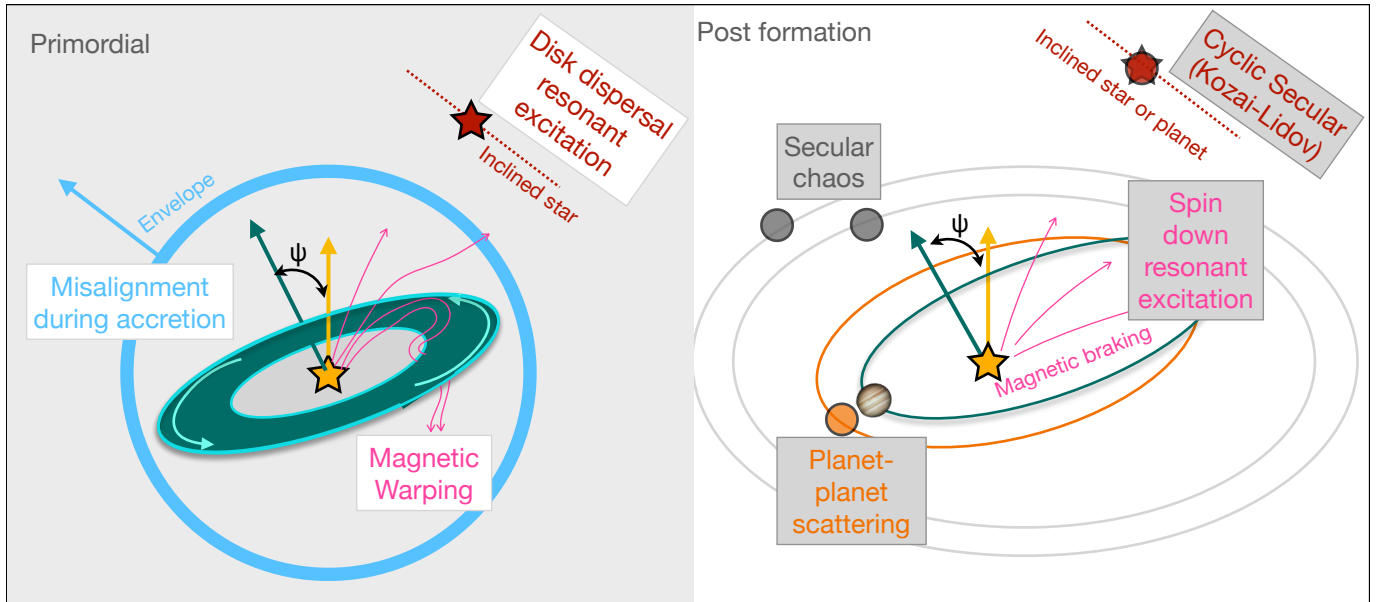 Primordial
Disk dispersal
resonant
excitation
Inclined star
Envelope
Misalignment
during accretion
ψ
Magnetic
Warping
Post formation
Inclined star or planet
Cyclic Secular
(Kozai-Lidov)
Secular
chaos
ψ
Spin
down
resonant
excitation
Magnetic braking
Planet-
planet
scattering